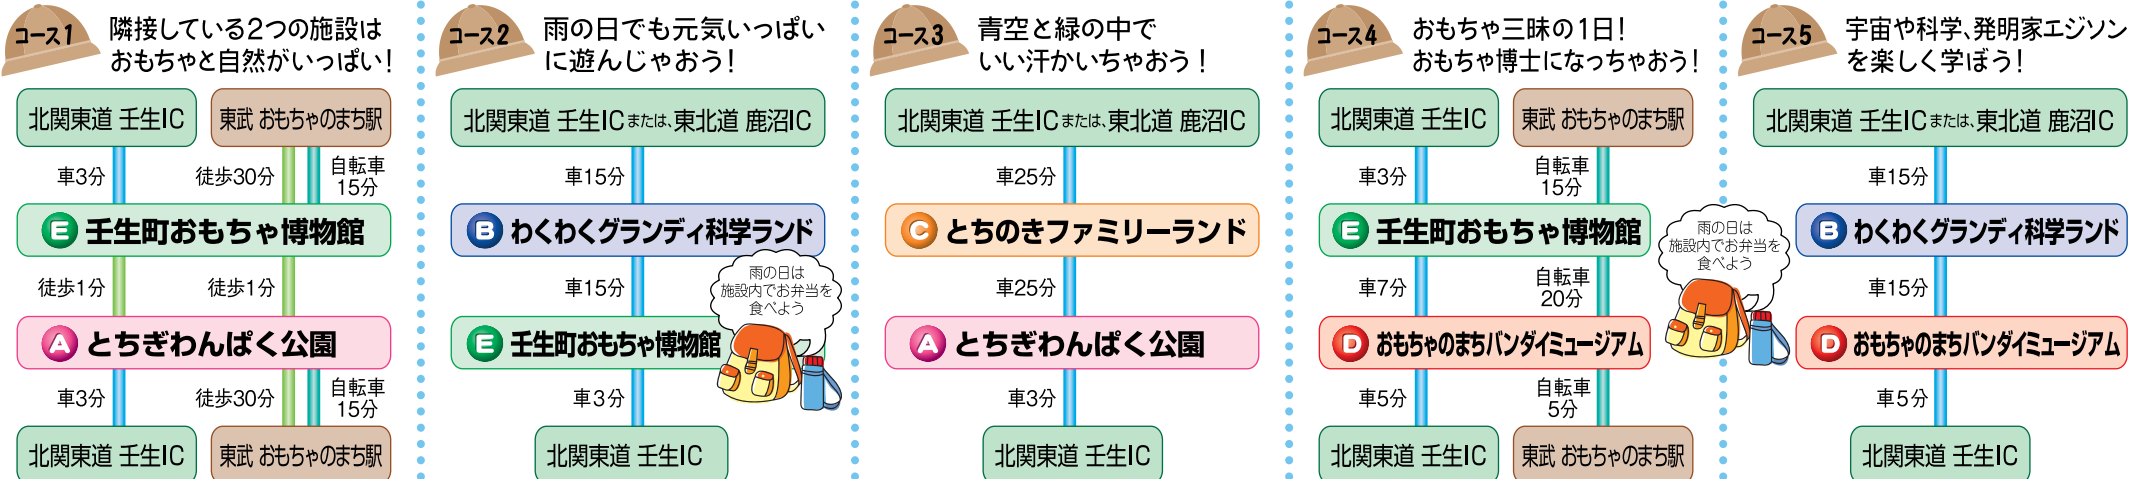 コース1
隣接している2つの施設は
おもちゃと自然がいっぱい！
北関東道 壬生IC
東武 おもちゃのまち駅
車3分
徒歩30分
自転車
15分
E 壬生町おもちゃ博物館
徒歩1分
徒歩1分
A とちぎわんぱく公園
車3分
徒歩30分
自転車
15分
北関東道 壬生IC
東武 おもちゃのまち駅
コース2
雨の日でも元気いっぱい
に遊んじゃおう！
北関東道 壬生ICまたは、東北道 鹿沼IC
車15分
B わくわくグランディ科学ランド
車15分
雨の日は
施設内でお弁当を
食べよう
E 壬生町おもちゃ博物館
車3分
北関東道 壬生IC
コース3
青空と緑の中で
いい汗かいちゃおう！
北関東道 壬生ICまたは、東北道 鹿沼IC
車25分
C とちのきファミリーランド
車25分
A とちぎわんぱく公園
車3分
北関東道 壬生IC
コース4
おもちゃ三昧の1日！
おもちゃ博士になっちゃおう！
北関東道 壬生IC
東武 おもちゃのまち駅
車3分
自転車
15分
E 壬生町おもちゃ博物館
車7分
自転車
20分
雨の日は
施設内でお弁当を
食べよう
D おもちゃのまちバンダイミュージアム
車5分
自転車
5分
北関東道 壬生IC
東武 おもちゃのまち駅
コース5
宇宙や科学、発明家エジソン
を楽しく学ぼう！
北関東道 壬生ICまたは、東北道 鹿沼IC
車15分
B わくわくグランディ科学ランド
車15分
D おもちゃのまちバンダイミュージアム
車5分
北関東道 壬生IC